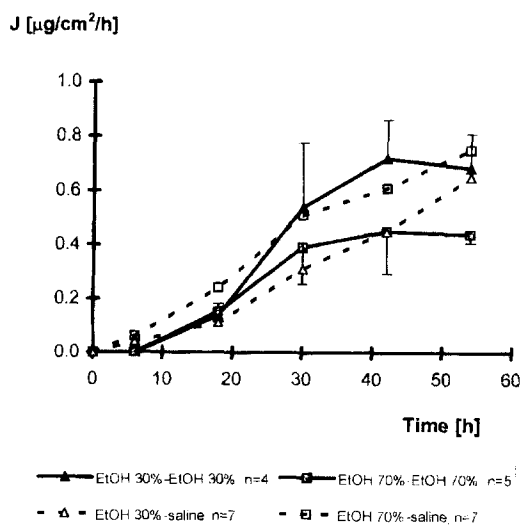 J [µg/cm²/h]
1.0
0.8
0.6
0.4
0.2
0.0
0 10 20 30 40 50 60
Time [h]
EtOH 30%-EtOH 30% n=4 EtOH 70%-EtOH 70% n=5
EtOH 30%-saline n=7 EtOH 70%-saline n=7